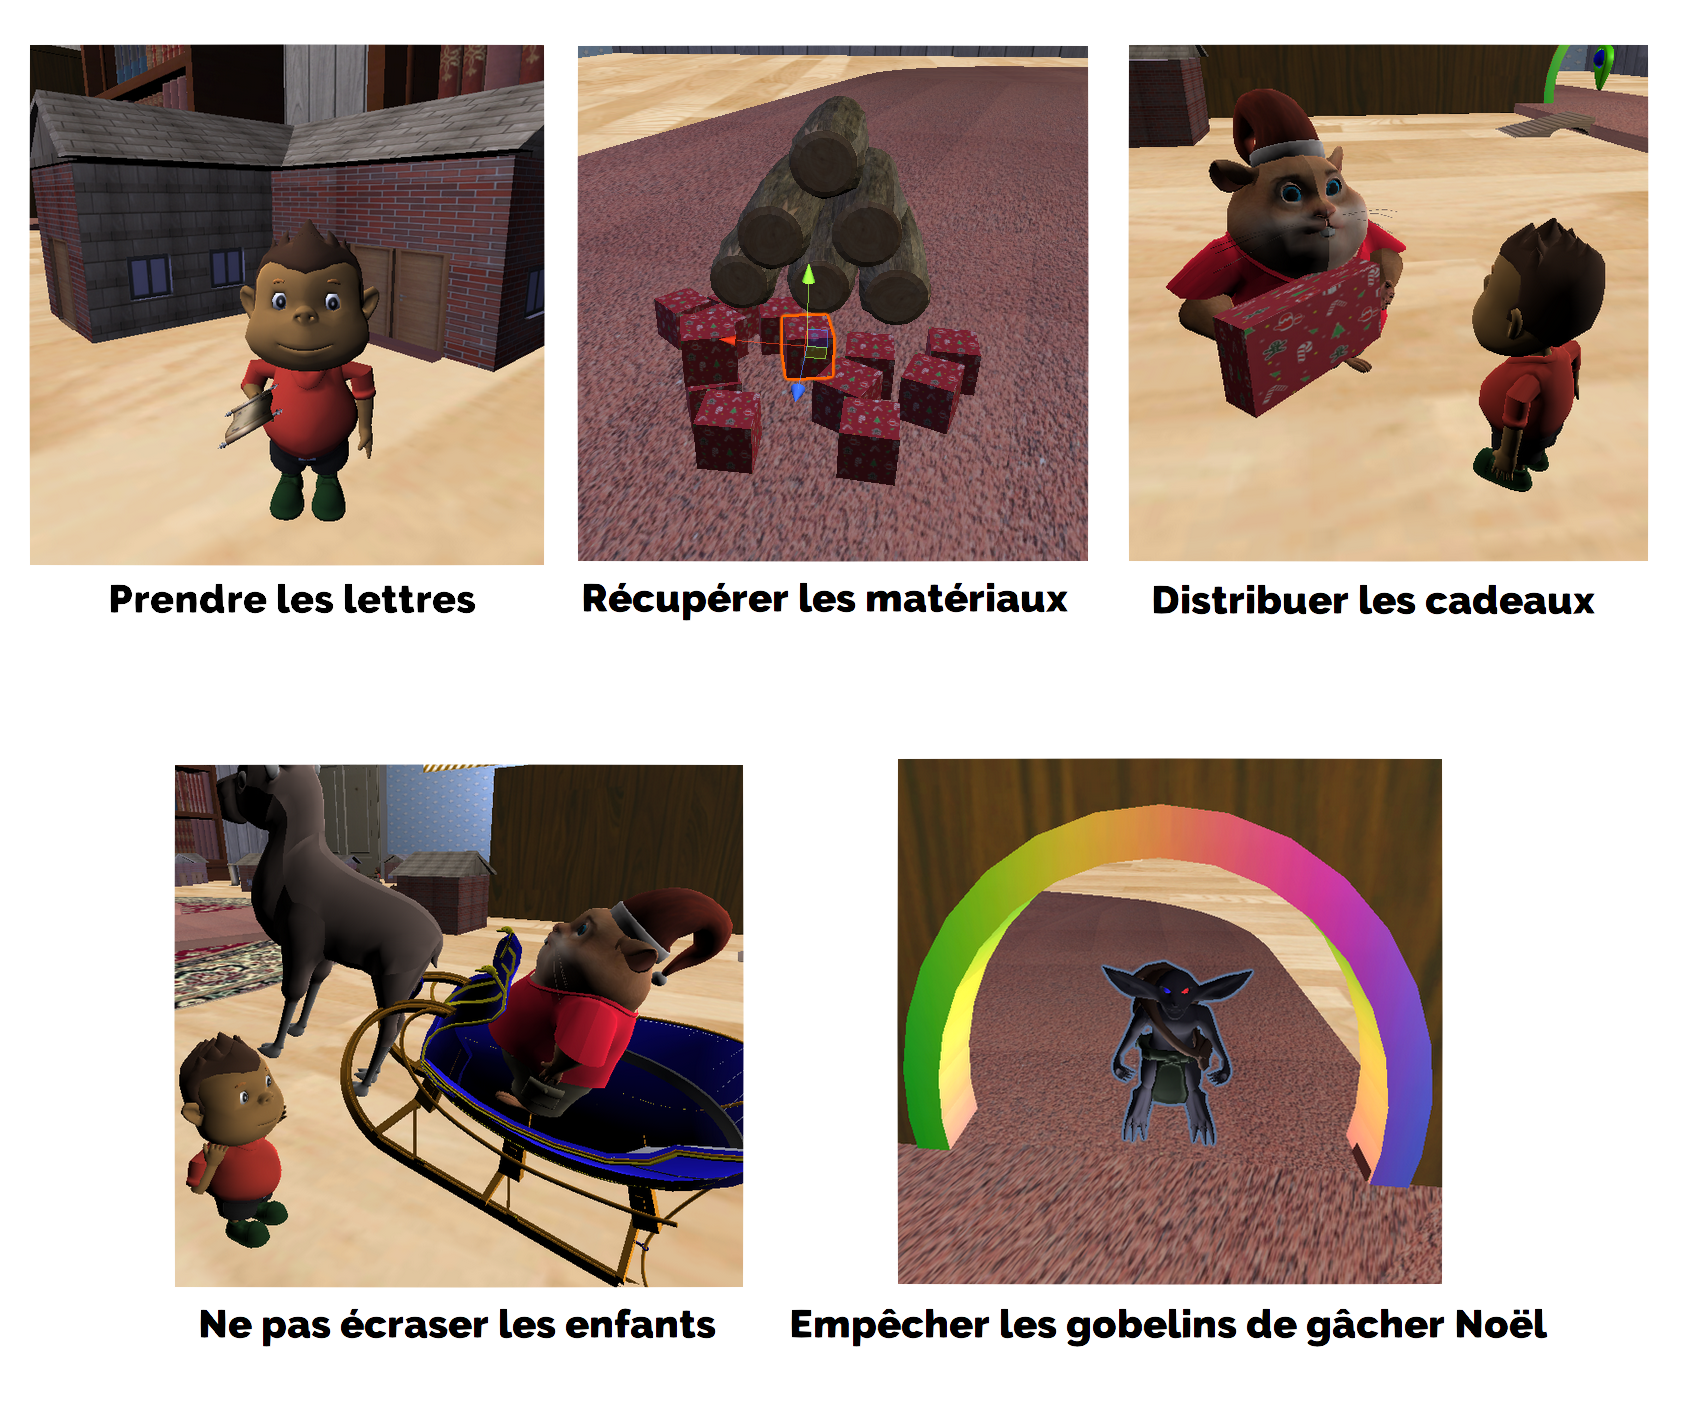 Prendre les lettres
Récupérer les matériaux
Distribuer les cadeaux
Ne pas écraser les enfants
Empêcher les gobelins de gâcher Noël